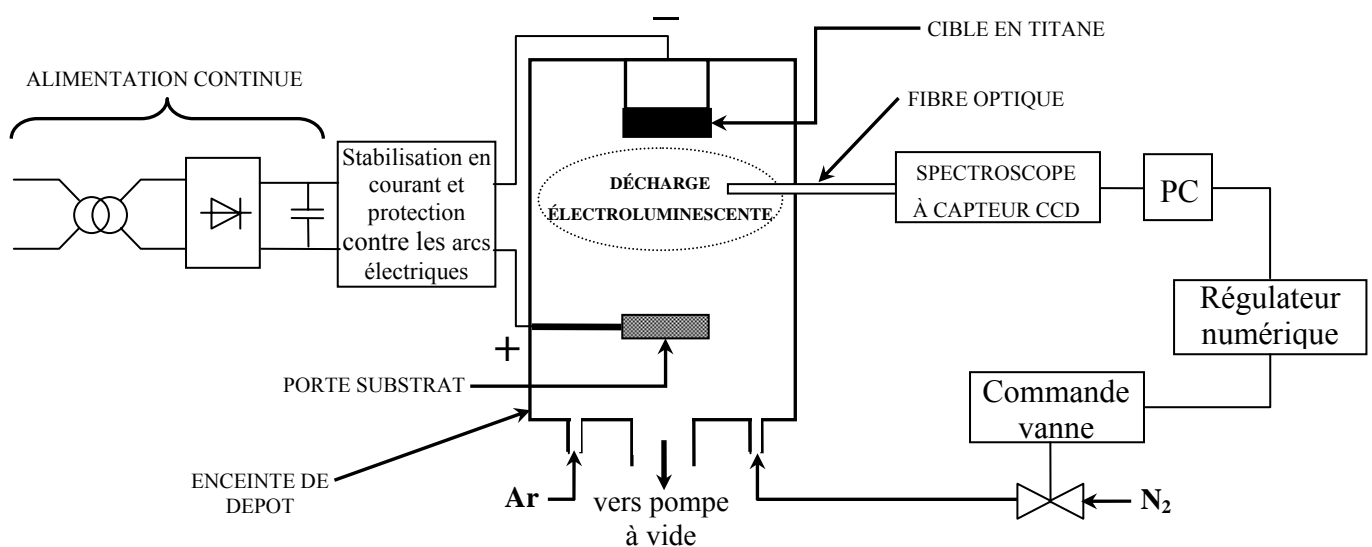 −
CIBLE EN TITANE
ALIMENTATION CONTINUE
FIBRE OPTIQUE
Stabilisation en
courant et
protection
contre les arcs
électriques
DÉCHARGE
ÉLECTROLUMINESCENTE
SPECTROSCOPE
À CAPTEUR CCD
PC
Régulateur
numérique
+
PORTE SUBSTRAT
Commande
vanne
ENCEINTE DE
DEPOT
Ar
vers pompe
à vide
N₂